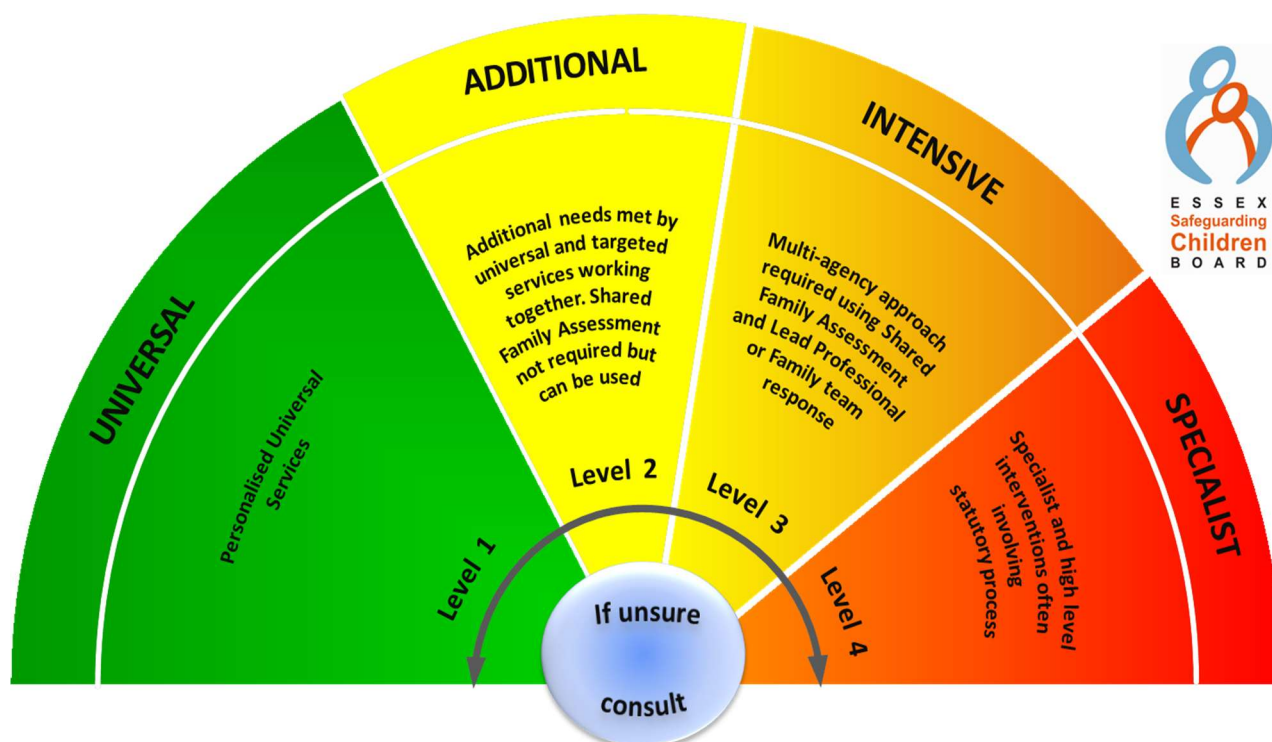 UNIVERSAL
Personalised Universal
Services
Level 1
ADDITIONAL
Additional needs met by
universal and targeted
services working
together. Shared
Family Assessment
not required but
can be used
Level 2
INTENSIVE
Multi-agency approach
required using Shared
Family Assessment
and Lead Professional
or Family team
response
Level 3
SPECIALIST
Specialist and high level
interventions often
involving
statutory process
Level 4
If unsure
consult
ESSEX
Safeguarding
Children
BOARD